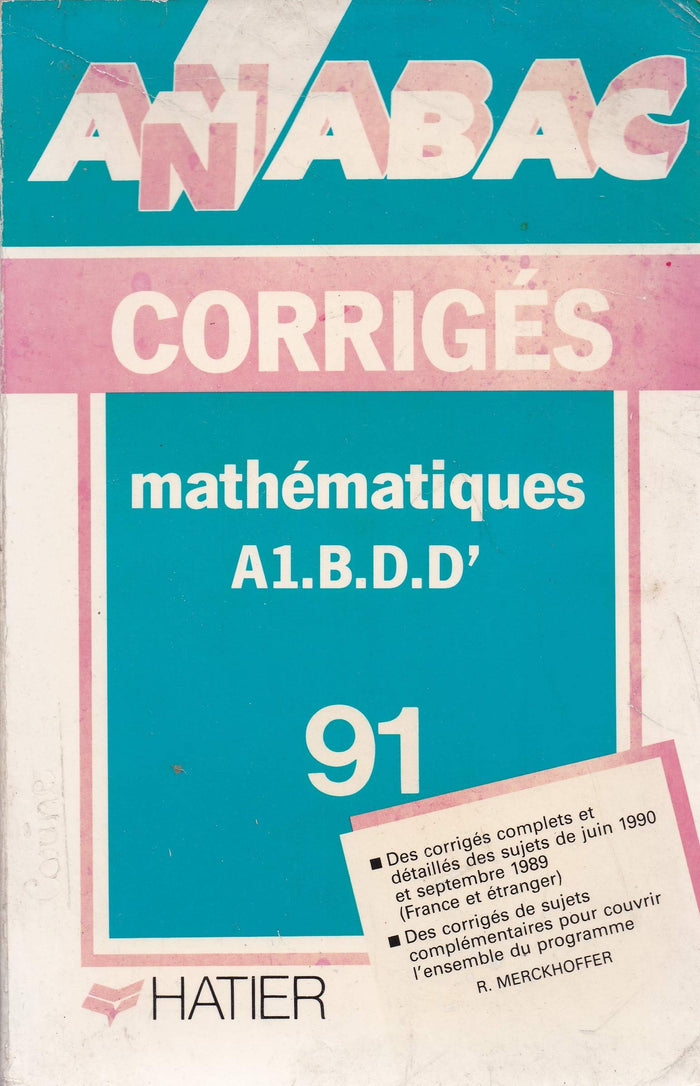 ANNABAC
CORRIGÉS
mathématiques
A1.B.D.D'
91
■ Des corrigés complets et
détaillés des sujets de juin 1990
et septembre 1989
(France et étranger)
■ Des corrigés de sujets
complémentaires pour couvrir
l'ensemble du programme
R. MERCKHOFFER
HATIER